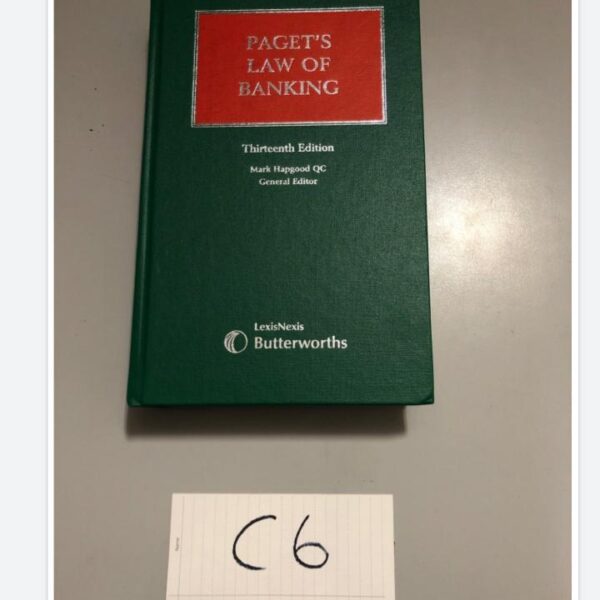 PAGET'S
LAW OF
BANKING
Thirteenth Edition
Mark Hapgood QC
General Editor
LexisNexis
Butterworths
C6